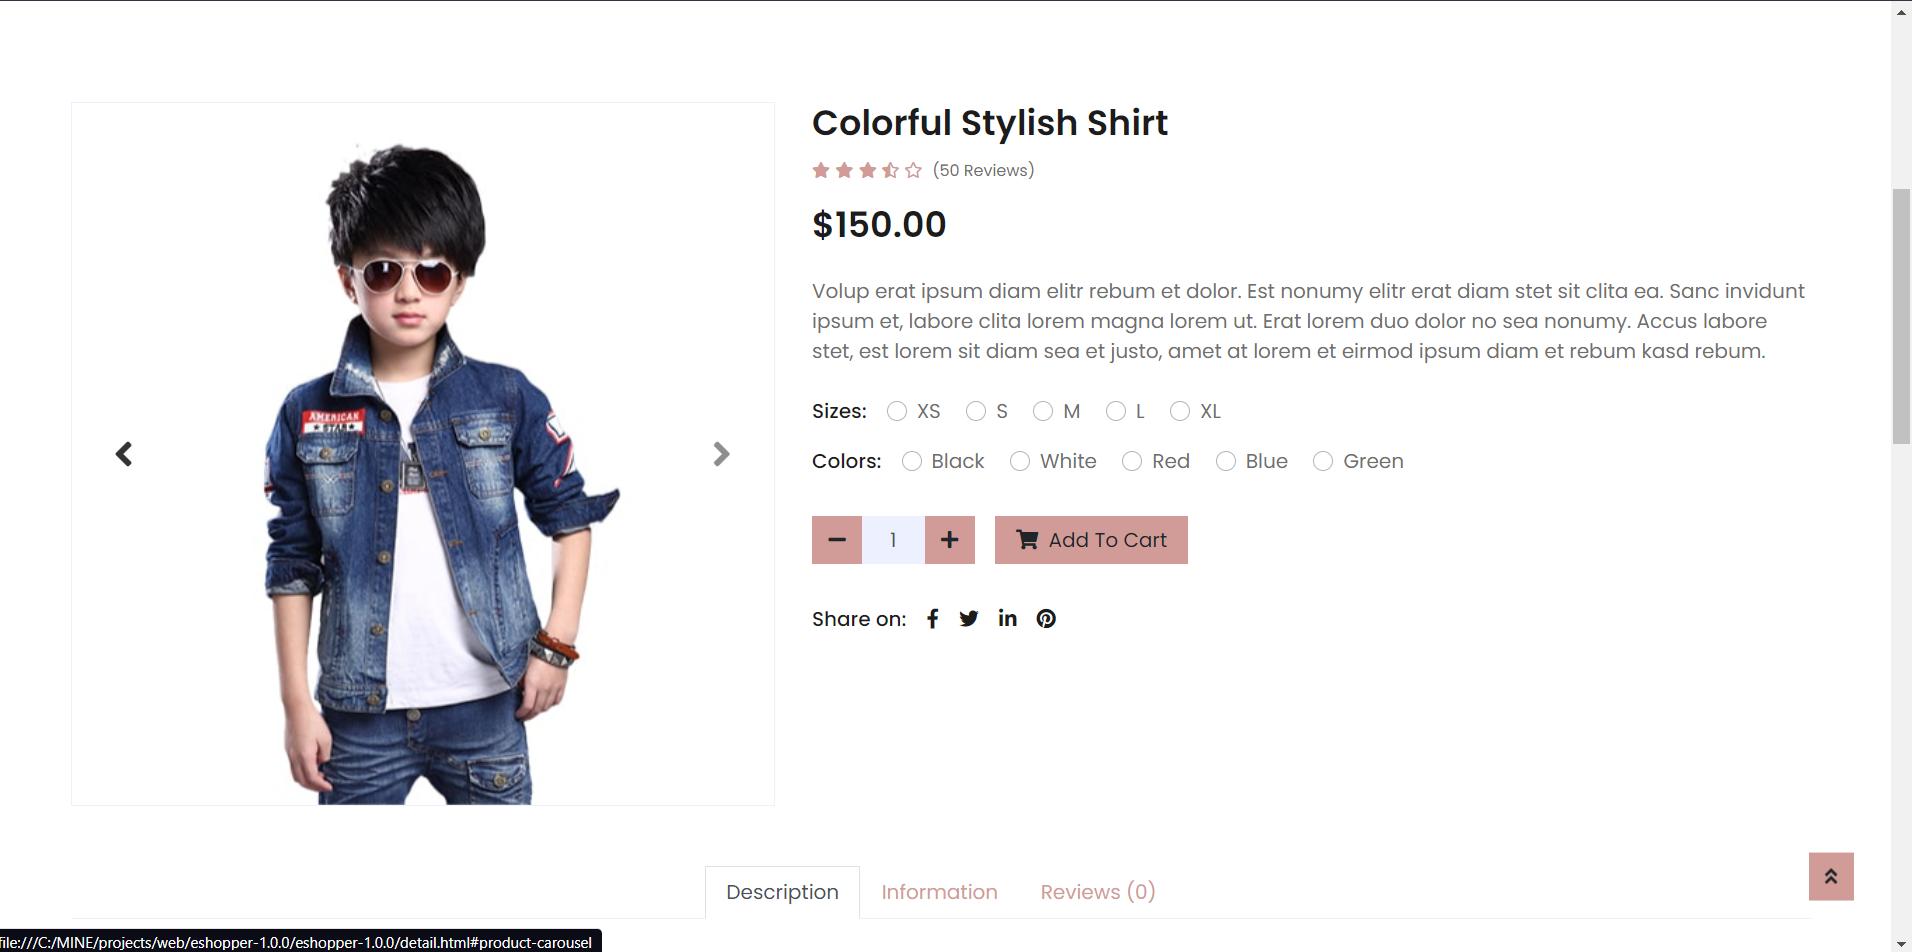 Colorful Stylish Shirt
(50 Reviews)
$150.00
Volup erat ipsum diam elitr rebum et dolor. Est nonumy elitr erat diam stet sit clita ea. Sanc invidunt
ipsum et, labore clita lorem magna lorem ut. Erat lorem duo dolor no sea nonumy. Accus labore
stet, est lorem sit diam sea et justo, amet at lorem et eirmod ipsum diam et rebum kasd rebum.
Sizes: XS S M L XL
Colors: Black White Red Blue Green
1 Add To Cart
Share on:
AMERICAN
STAR
Description Information Reviews (0)
file:///C:/MINE/projects/web/eshopper-1.0.0/eshopper-1.0.0/detail.html#product-carousel